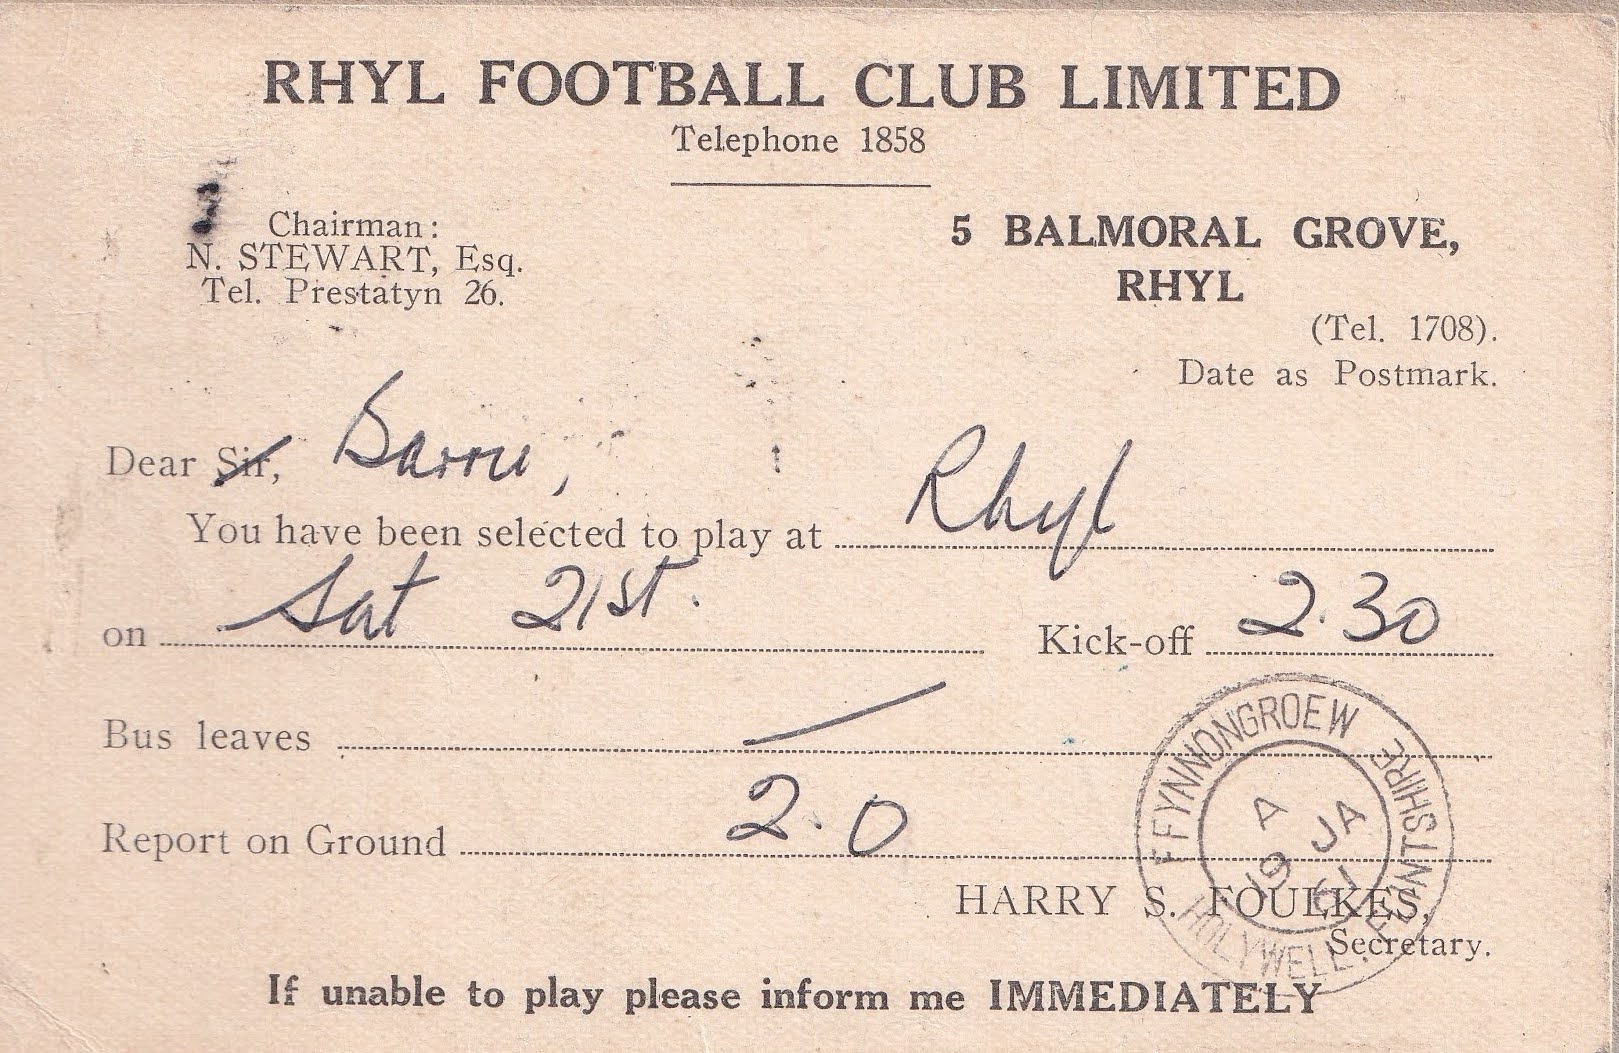 RHYL FOOTBALL CLUB LIMITED
Telephone 1858
Chairman:
N. STEWART, Esq.
Tel. Prestatyn 26.
5 BALMORAL GROVE,
RHYL
(Tel. 1708).
Date as Postmark.
Dear Sir, Barrie,
You have been selected to play at Rhyl
on Sat 21st. Kick-off 2.30
Bus leaves —
Report on Ground 2.0
HARRY S. FOULKES,
Secretary.
If unable to play please inform me IMMEDIATELY
FFYNNONGROEW
HOLYWELL. FLINTSHIRE
A
19 JA
61